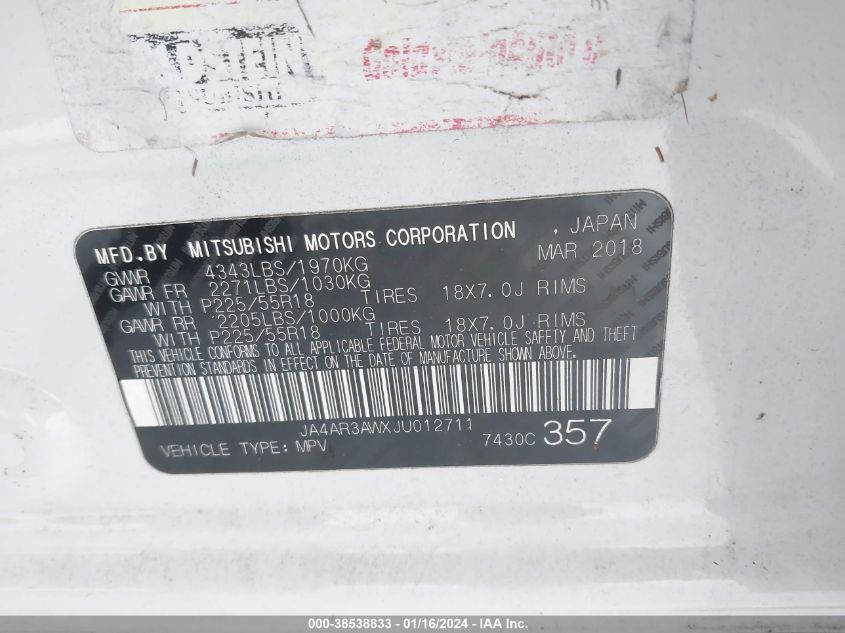 MFD.BY MITSUBISHI MOTORS CORPORATION , JAPAN
GVWR 4343LBS/1970KG MAR 2018
GAWR FR 2271LBS/1030KG
WITH P225/55R18 TIRES 18X7.0J RIMS
GAWR RR 2205LBS/1000KG
WITH P225/55R18 TIRES 18X7.0J RIMS
THIS VEHICLE CONFORMS TO ALL APPLICABLE FEDERAL MOTOR VEHICLE SAFETY AND THEFT
PREVENTION STANDARDS IN EFFECT ON THE DATE OF MANUFACTURE SHOWN ABOVE.
JA4AR3AWXJU012711
VEHICLE TYPE: MPV 7430C 357
000-38538833 - 01/16/2024 - IAA Inc.